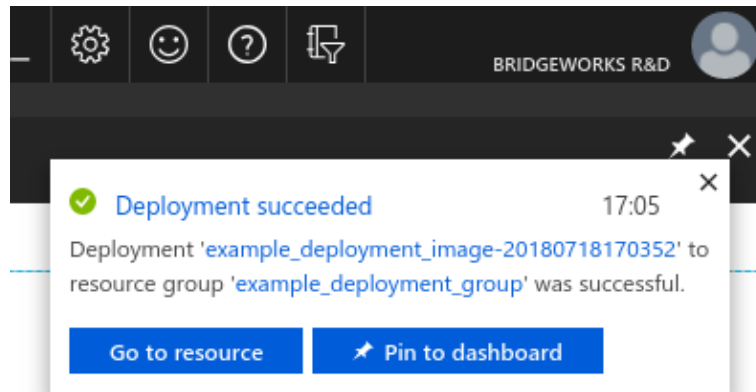 BRIDGEWORKS R&D
Deployment succeeded 17:05
Deployment 'example_deployment_image-20180718170352' to
resource group 'example_deployment_group' was successful.
Go to resource Pin to dashboard